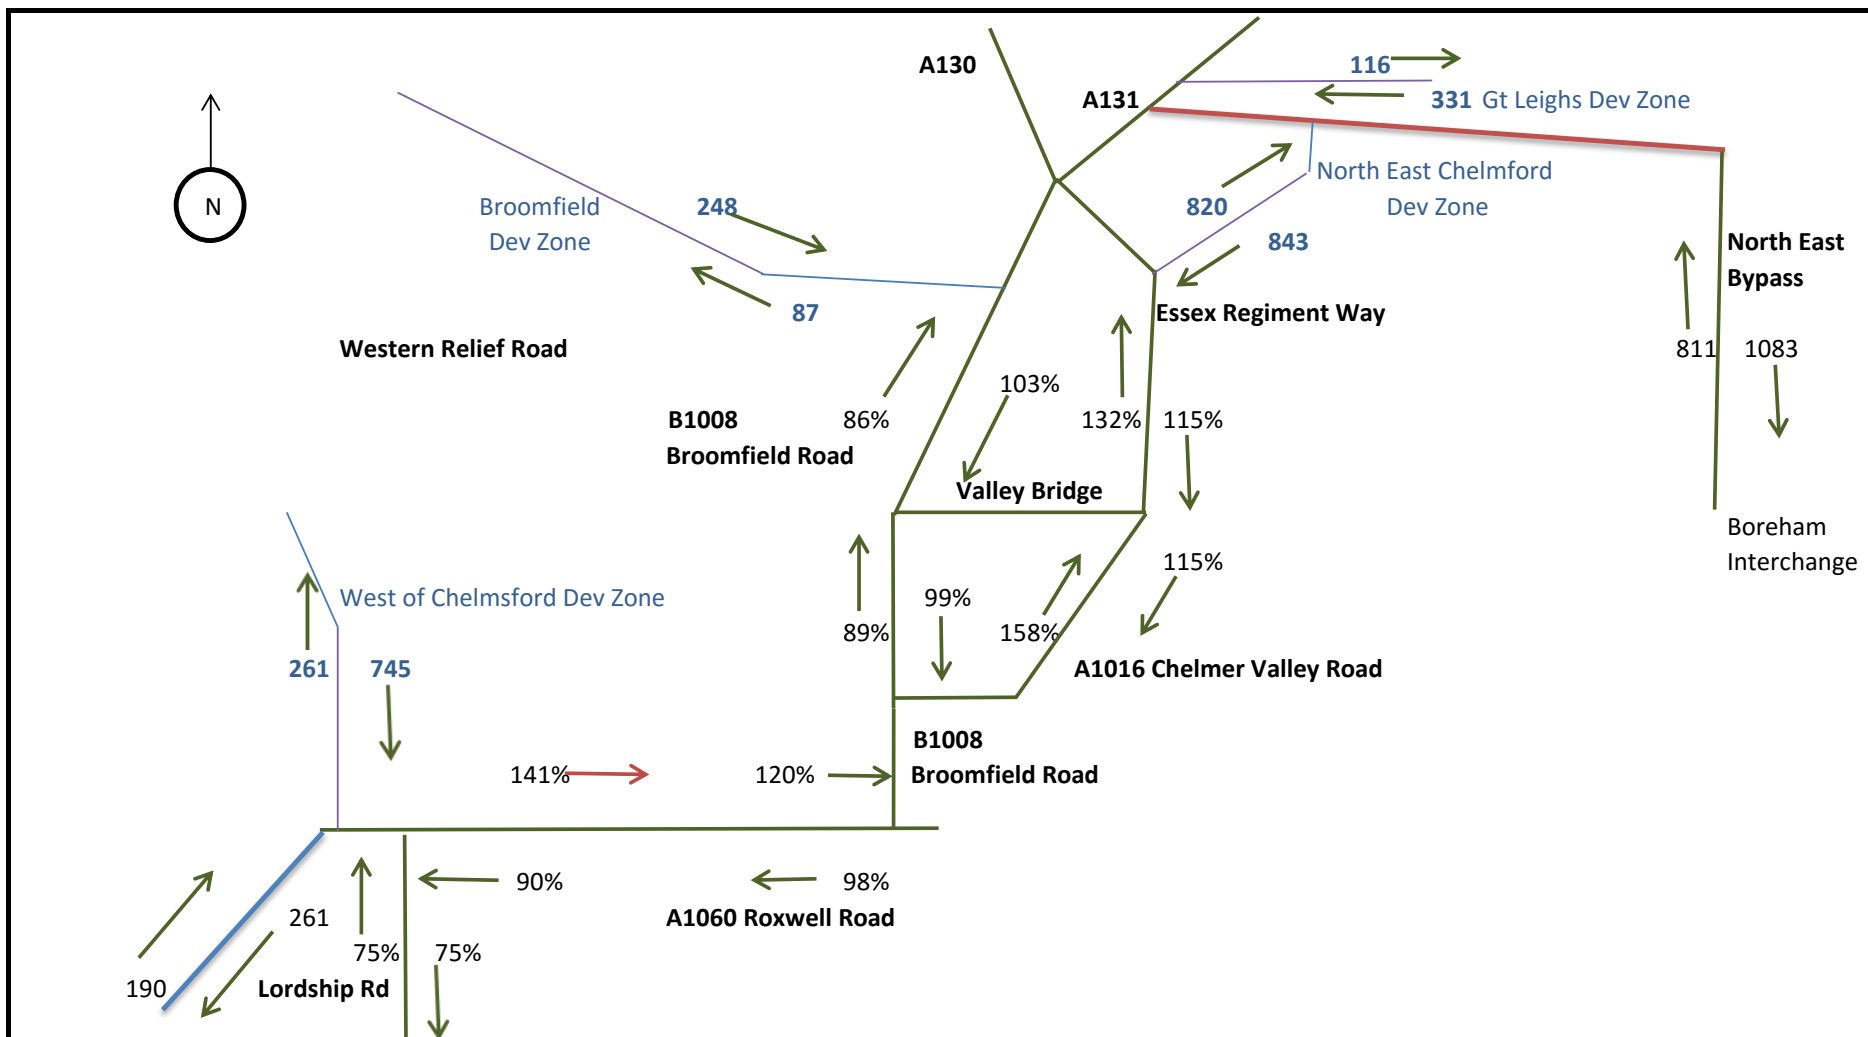 A130
116
A131
331 Gt Leighs Dev Zone
North East Chelmford
Dev Zone
Broomfield
Dev Zone
248
820
N
843
North East
Bypass
87
Essex Regiment Way
Western Relief Road
811
1083
103%
B1008
Broomfield Road
86%
132%
115%
Valley Bridge
Boreham
Interchange
115%
West of Chelmsford Dev Zone
99%
89%
158%
261
745
A1016 Chelmer Valley Road
B1008
Broomfield Road
141%
120%
90%
98%
261
A1060 Roxwell Road
75%
75%
190
Lordship Rd